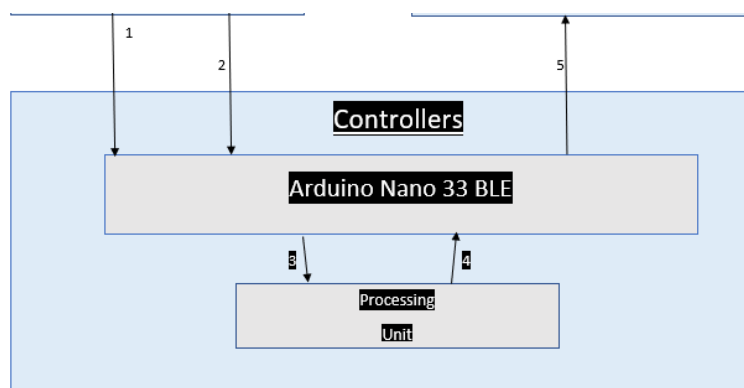 1
2
5
Controllers
Arduino Nano 33 BLE
3
4
Processing
Unit